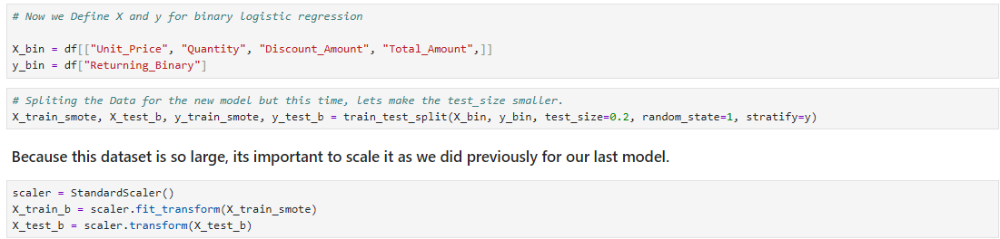 # Now we Define X and y for binary logistic regression
X_bin = df[["Unit_Price", "Quantity", "Discount_Amount", "Total_Amount",]]
y_bin = df["Returning_Binary"]
# Spliting the Data for the new model but this time, lets make the test_size smaller.
X_train_smote, X_test_b, y_train_smote, y_test_b = train_test_split(X_bin, y_bin, test_size=0.2, random_state=1, stratify=y)
Because this dataset is so large, its important to scale it as we did previously for our last model.
scaler = StandardScaler()
X_train_b = scaler.fit_transform(X_train_smote)
X_test_b = scaler.transform(X_test_b)